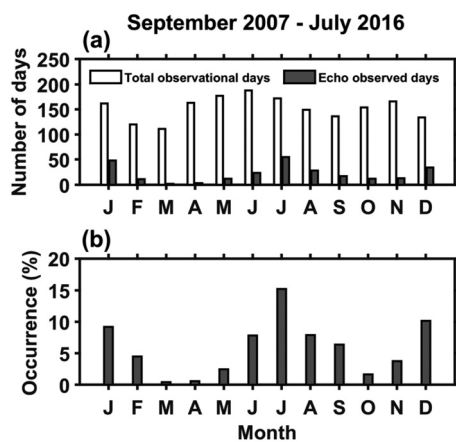 September 2007 - July 2016
(a)
Number of days
250
200
150
100
50
0
Total observational days
Echo observed days
J F M A M J J A S O N D
(b)
Occurrence (%)
20
15
10
5
0
J F M A M J J A S O N D
Month